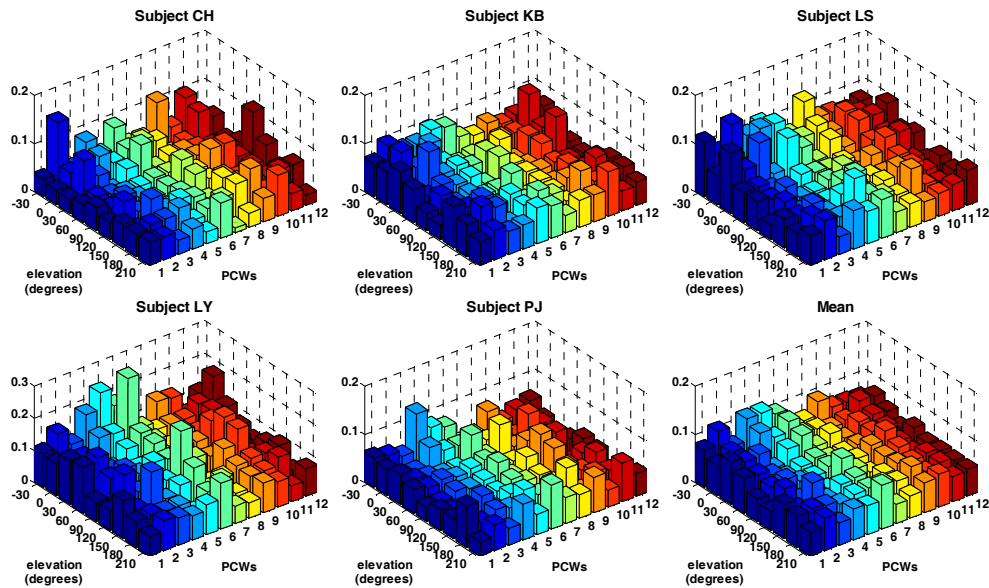 Subject CH
0.2
0.1
0
-30
0
30
60
90
120
150
180
210
elevation
(degrees)
1 2 3 4 5 6 7 8 9 10 11 12
PCWs
Subject KB
0.2
0.1
0
-30
0
30
60
90
120
150
180
210
elevation
(degrees)
1 2 3 4 5 6 7 8 9 10 11 12
PCWs
Subject LS
0.2
0.1
0
-30
0
30
60
90
120
150
180
210
elevation
(degrees)
1 2 3 4 5 6 7 8 9 10 11 12
PCWs
Subject LY
0.3
0.2
0.1
0
-30
0
30
60
90
120
150
180
210
elevation
(degrees)
1 2 3 4 5 6 7 8 9 10 11 12
PCWs
Subject PJ
0.2
0.1
0
-30
0
30
60
90
120
150
180
210
elevation
(degrees)
1 2 3 4 5 6 7 8 9 10 11 12
PCWs
Mean
0.2
0.1
0
-30
0
30
60
90
120
150
180
210
elevation
(degrees)
1 2 3 4 5 6 7 8 9 10 11 12
PCWs